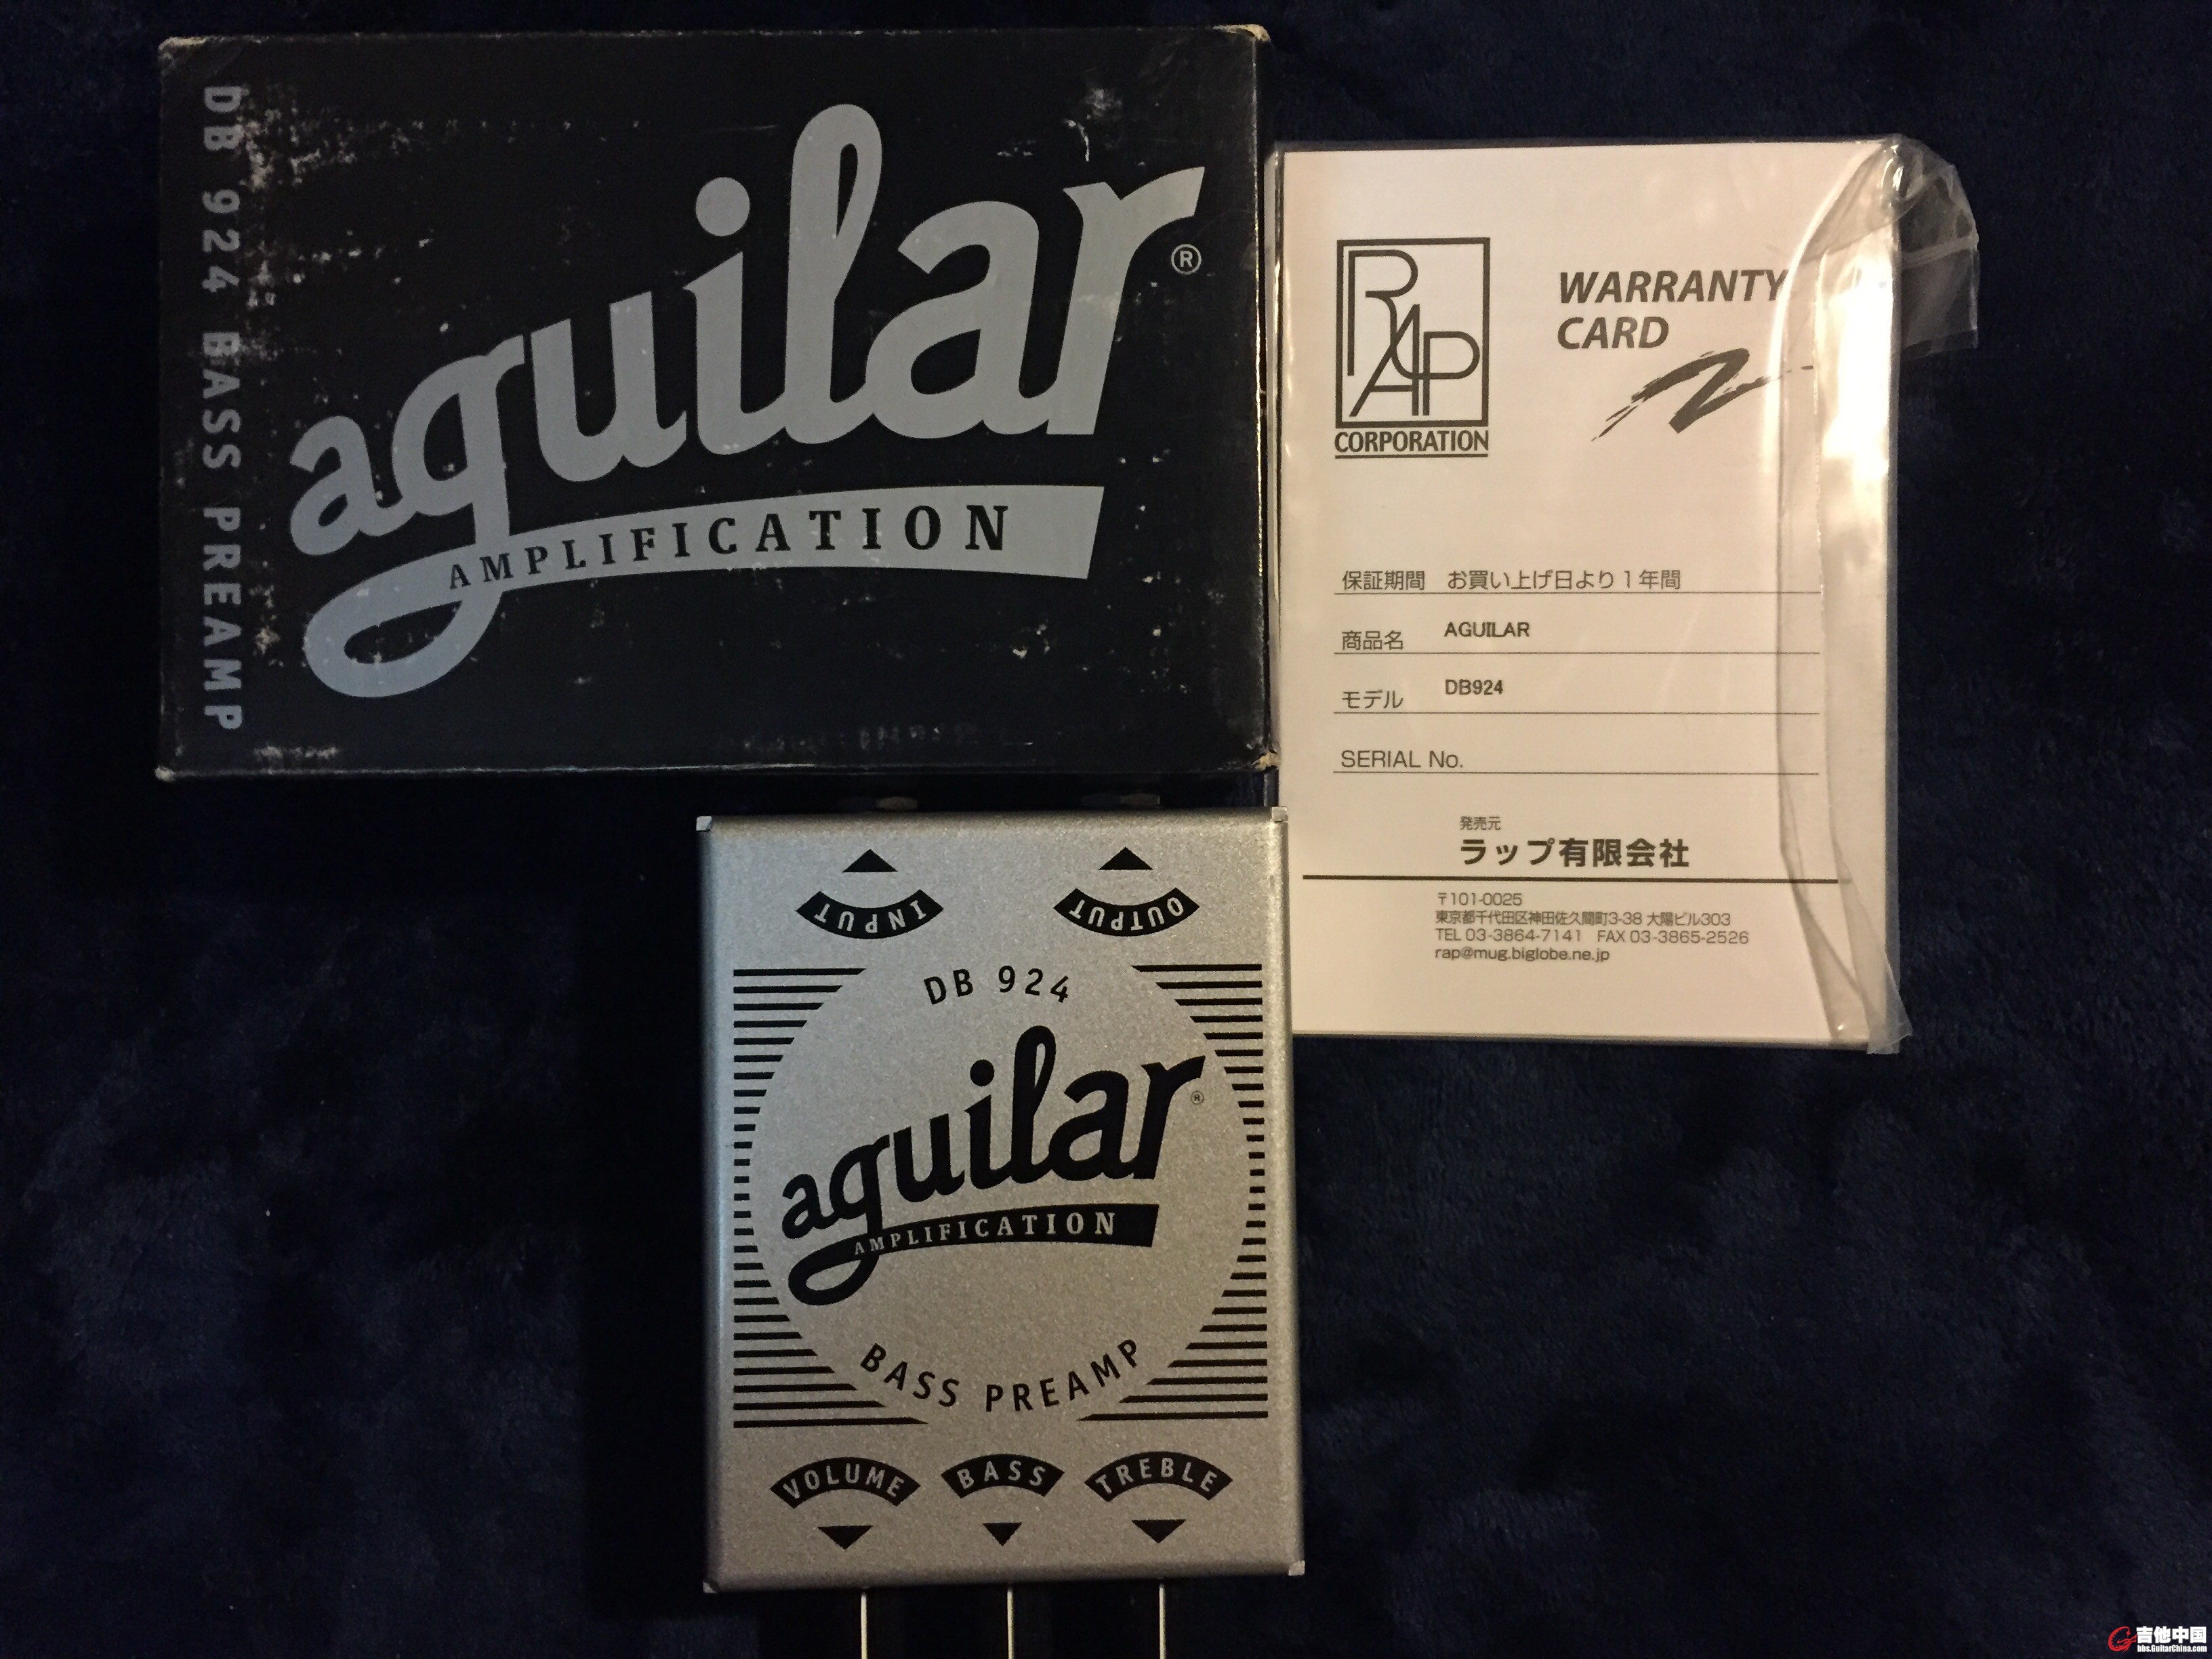 DB 924 BASS PREAMP
aguilar®
AMPLIFICATION
RAP
CORPORATION
WARRANTY
CARD
保証期間 お買い上げ日より1年間
商品名 AGUILAR
モデル DB924
SERIAL No.
発売元
ラップ有限会社
〒101-0025
東京都千代田区神田佐久間町3-38 大陽ビル303
TEL 03-3864-7141 FAX 03-3865-2526
rap@mug.biglobe.ne.jp
INPUT OUTPUT
DB 924
aguilar®
AMPLIFICATION
BASS PREAMP
VOLUME BASS TREBLE
吉他中国
bbs.GuitarChina.com